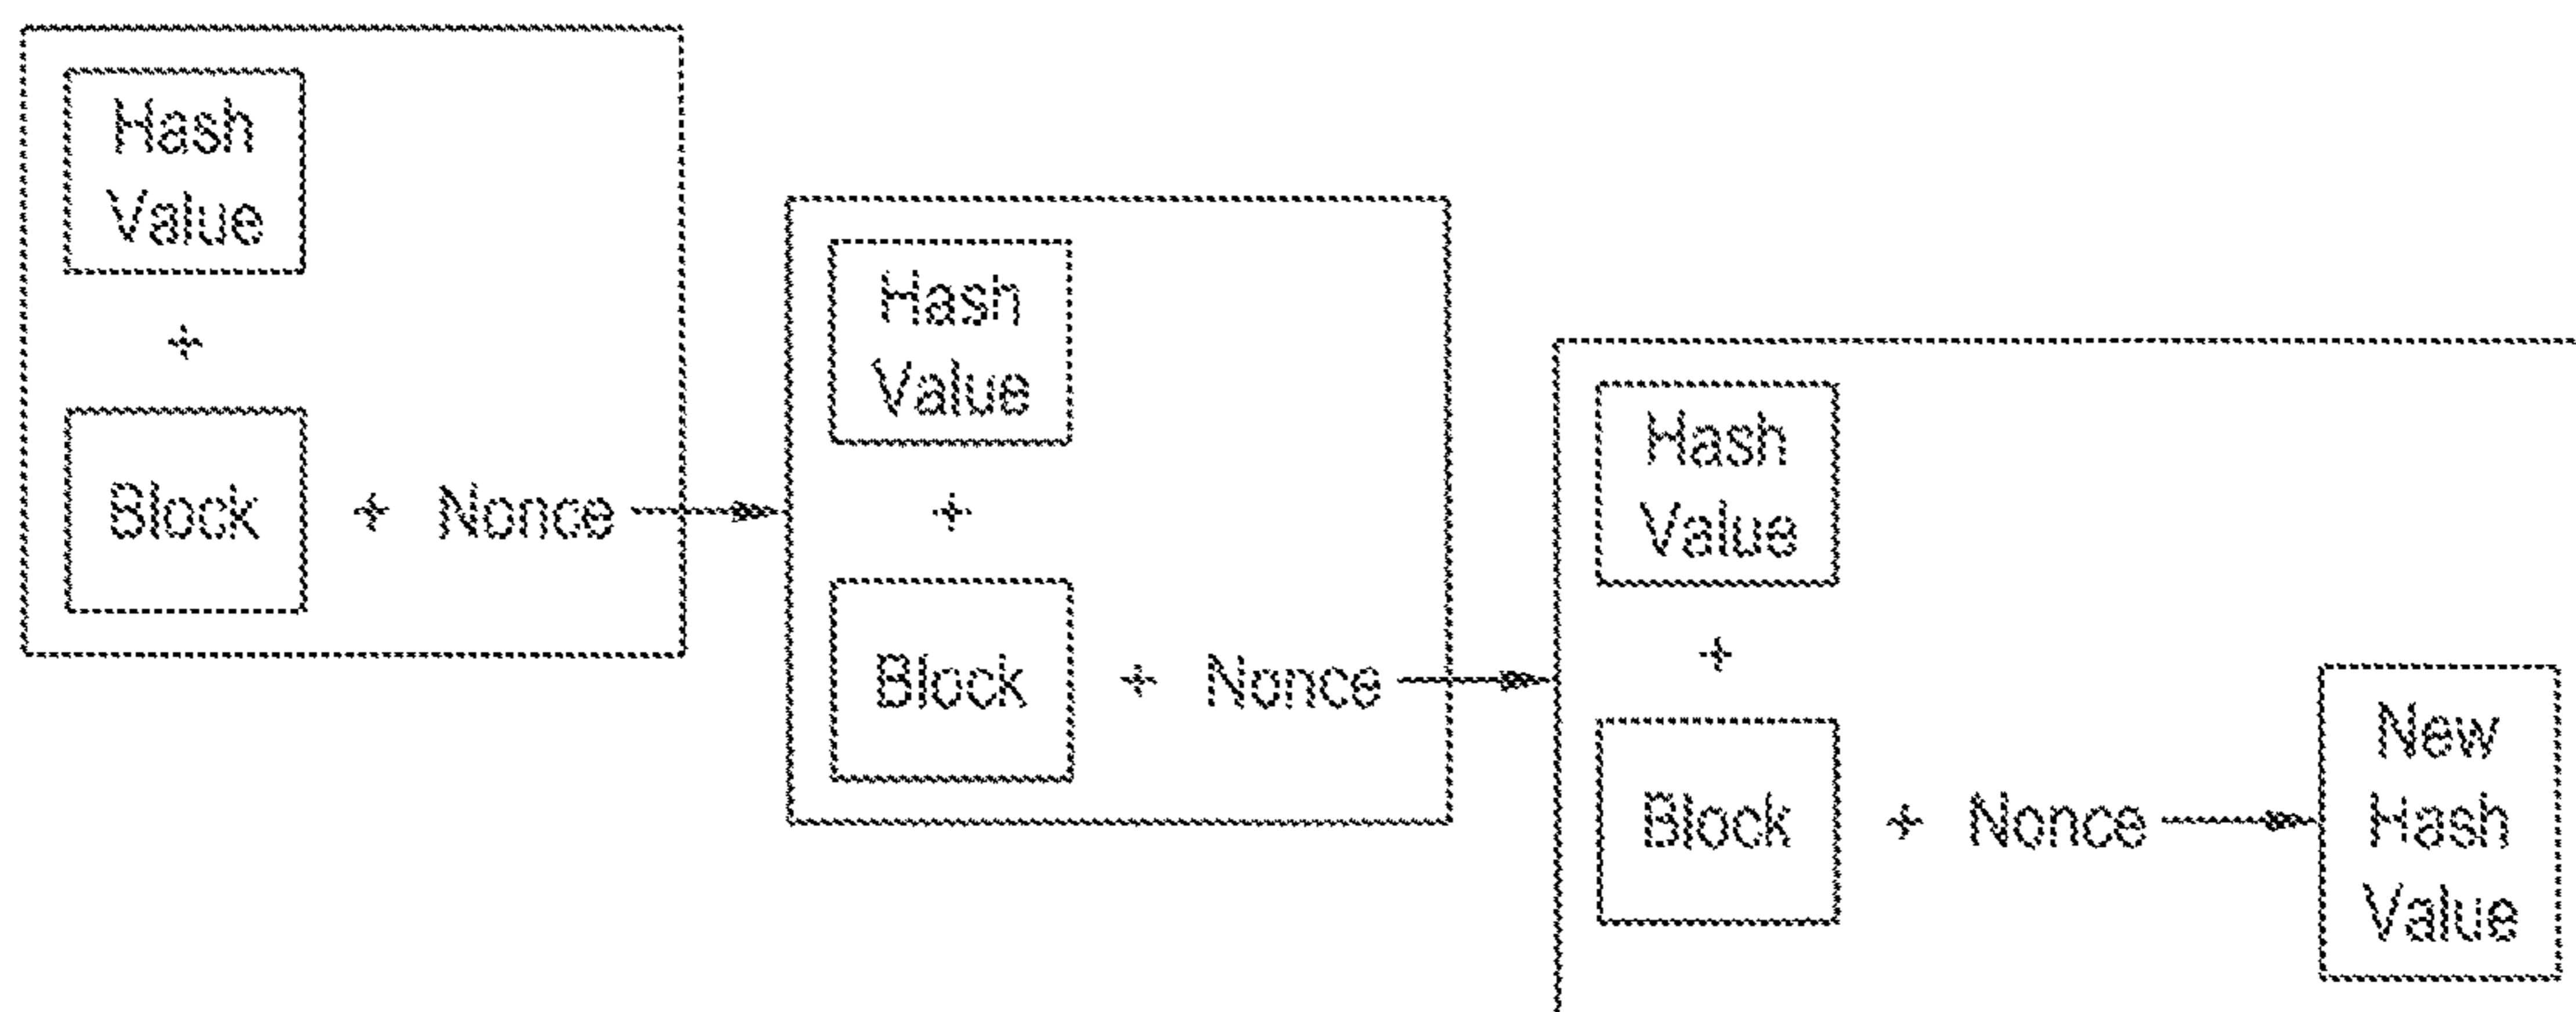 Hash
Value
+
Block + Nonce
Hash
Value
+
Block + Nonce
Hash
Value
+
Block + Nonce
New
Hash
Value